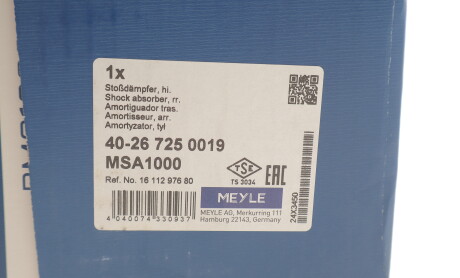 1x
Stoßdämpfer, hi.
Shock absorber, rr.
Amortiguador tras.
Amortisseur, arr.
Amortyzator, tył
40-26 725 0019
MSA1000
Ref. No. 16 112 976 80
TSE
TS 2034
EAC
MEYLE
MEYLE AG, Merkurring 111
Hamburg 22143, Germany
4 040074 330937
24X3450